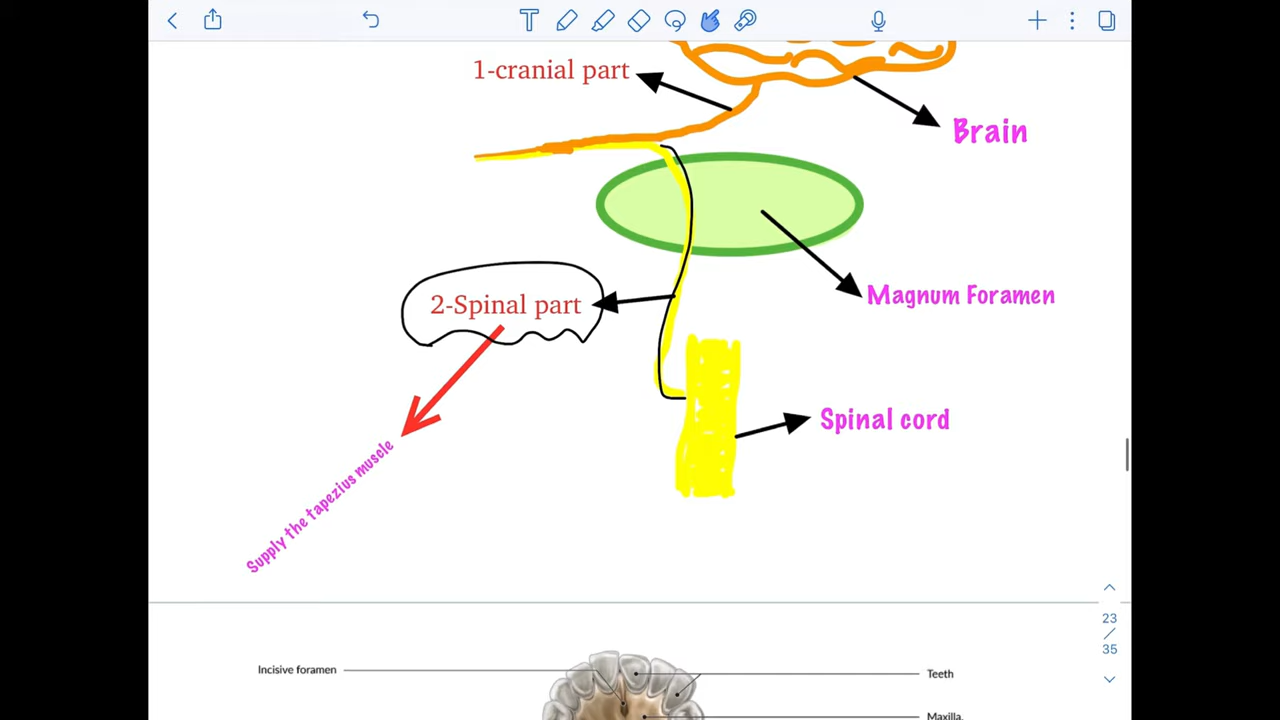 1-cranial part
Brain
2-Spinal part
Magnum Foramen
Spinal cord
Supply the tapezius muscle
23
/
35
Incisive foramen
Teeth
Maxilla,